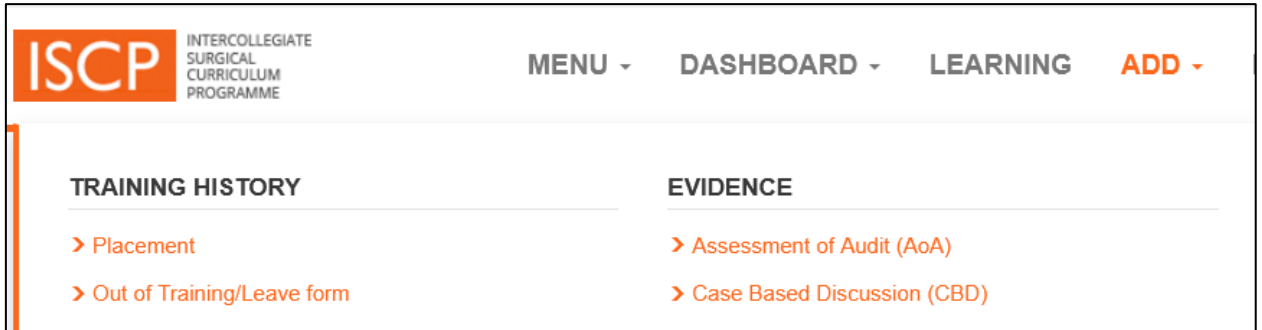 ISCP
INTERCOLLEGIATE
SURGICAL
CURRICULUM
PROGRAMME
MENU
DASHBOARD
LEARNING
ADD
TRAINING HISTORY
Placement
Out of Training/Leave form
EVIDENCE
Assessment of Audit (AoA)
Case Based Discussion (CBD)